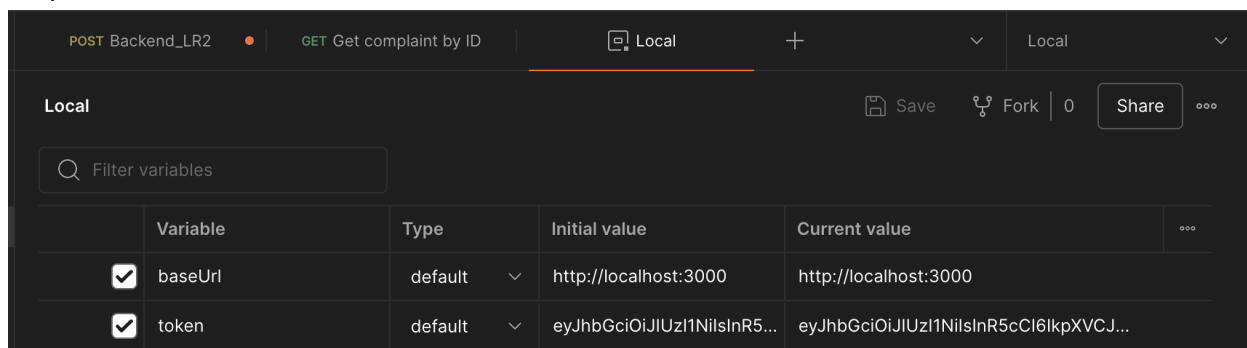 POST Backend_LR2 GET Get complaint by ID Local Local
Local Save Fork 0 Share
Filter variables
Variable Type Initial value Current value
baseUrl default http://localhost:3000 http://localhost:3000
token default eyJhbGciOiJIUzI1NiIsInR5... eyJhbGciOiJIUzI1NiIsInR5cCI6IkpXVCJ...